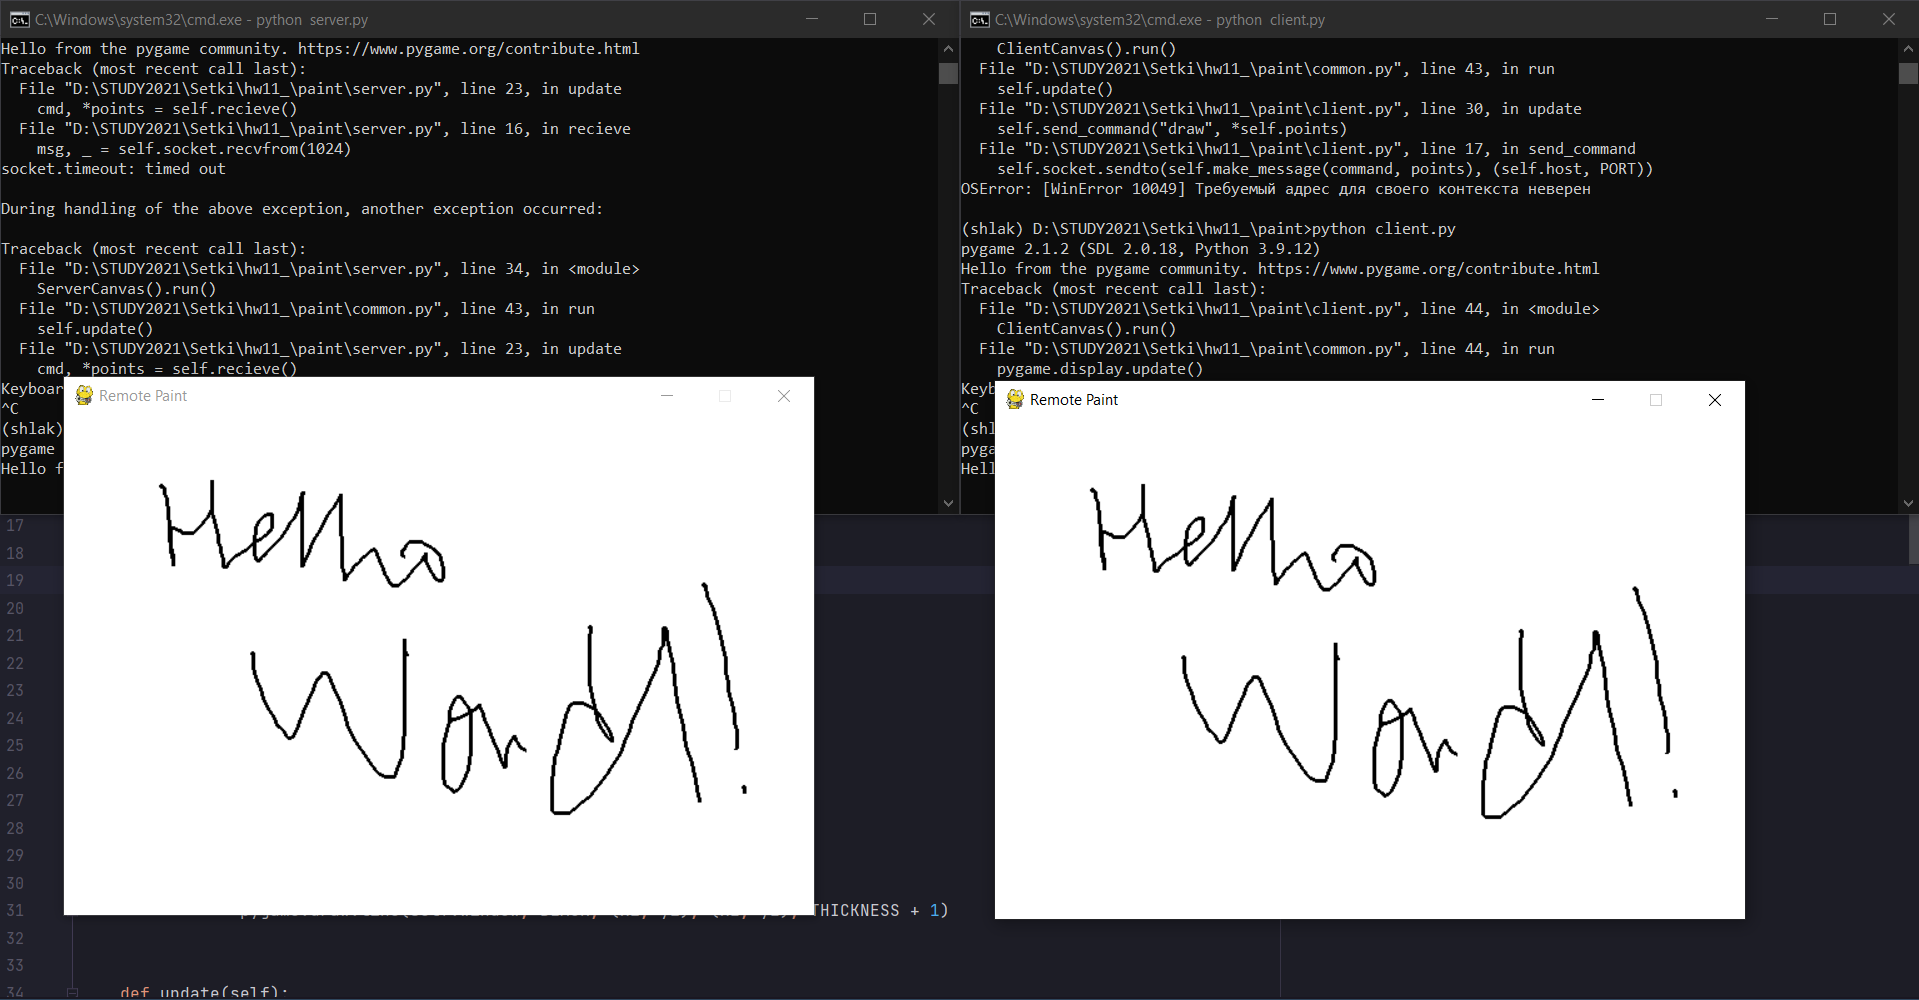 C:\Windows\system32\cmd.exe - python  server.py
Hello from the pygame community. https://www.pygame.org/contribute.html
Traceback (most recent call last):
  File "D:\STUDY2021\Setki\hw11_\paint\server.py", line 23, in update
    cmd, *points = self.recieve()
  File "D:\STUDY2021\Setki\hw11_\paint\server.py", line 16, in recieve
    msg, _ = self.socket.recvfrom(1024)
socket.timeout: timed out
During handling of the above exception, another exception occurred:
Traceback (most recent call last):
  File "D:\STUDY2021\Setki\hw11_\paint\server.py", line 34, in <module>
    ServerCanvas().run()
  File "D:\STUDY2021\Setki\hw11_\paint\common.py", line 43, in run
    self.update()
  File "D:\STUDY2021\Setki\hw11_\paint\server.py", line 23, in update
    cmd, *points = self.recieve()
Keyboar
^C
(shlak)
pygame
Hello f
C:\Windows\system32\cmd.exe - python  client.py
    ClientCanvas().run()
  File "D:\STUDY2021\Setki\hw11_\paint\common.py", line 43, in run
    self.update()
  File "D:\STUDY2021\Setki\hw11_\paint\client.py", line 30, in update
    self.send_command("draw", *self.points)
  File "D:\STUDY2021\Setki\hw11_\paint\client.py", line 17, in send_command
    self.socket.sendto(self.make_message(command, points), (self.host, PORT))
OSError: [WinError 10049] Требуемый адрес для своего контекста неверен
(shlak) D:\STUDY2021\Setki\hw11_\paint>python client.py
pygame 2.1.2 (SDL 2.0.18, Python 3.9.12)
Hello from the pygame community. https://www.pygame.org/contribute.html
Traceback (most recent call last):
  File "D:\STUDY2021\Setki\hw11_\paint\client.py", line 44, in <module>
    ClientCanvas().run()
  File "D:\STUDY2021\Setki\hw11_\paint\common.py", line 44, in run
    pygame.display.update()
Keyb
^C
(shl
pyga
Hell
Remote Paint
Hello
World!
Remote Paint
Hello
World!
17
18
19
20
21
22
23
24
25
26
27
28
29
30
31 THICKNESS + 1)
32
33
34 def update(self):